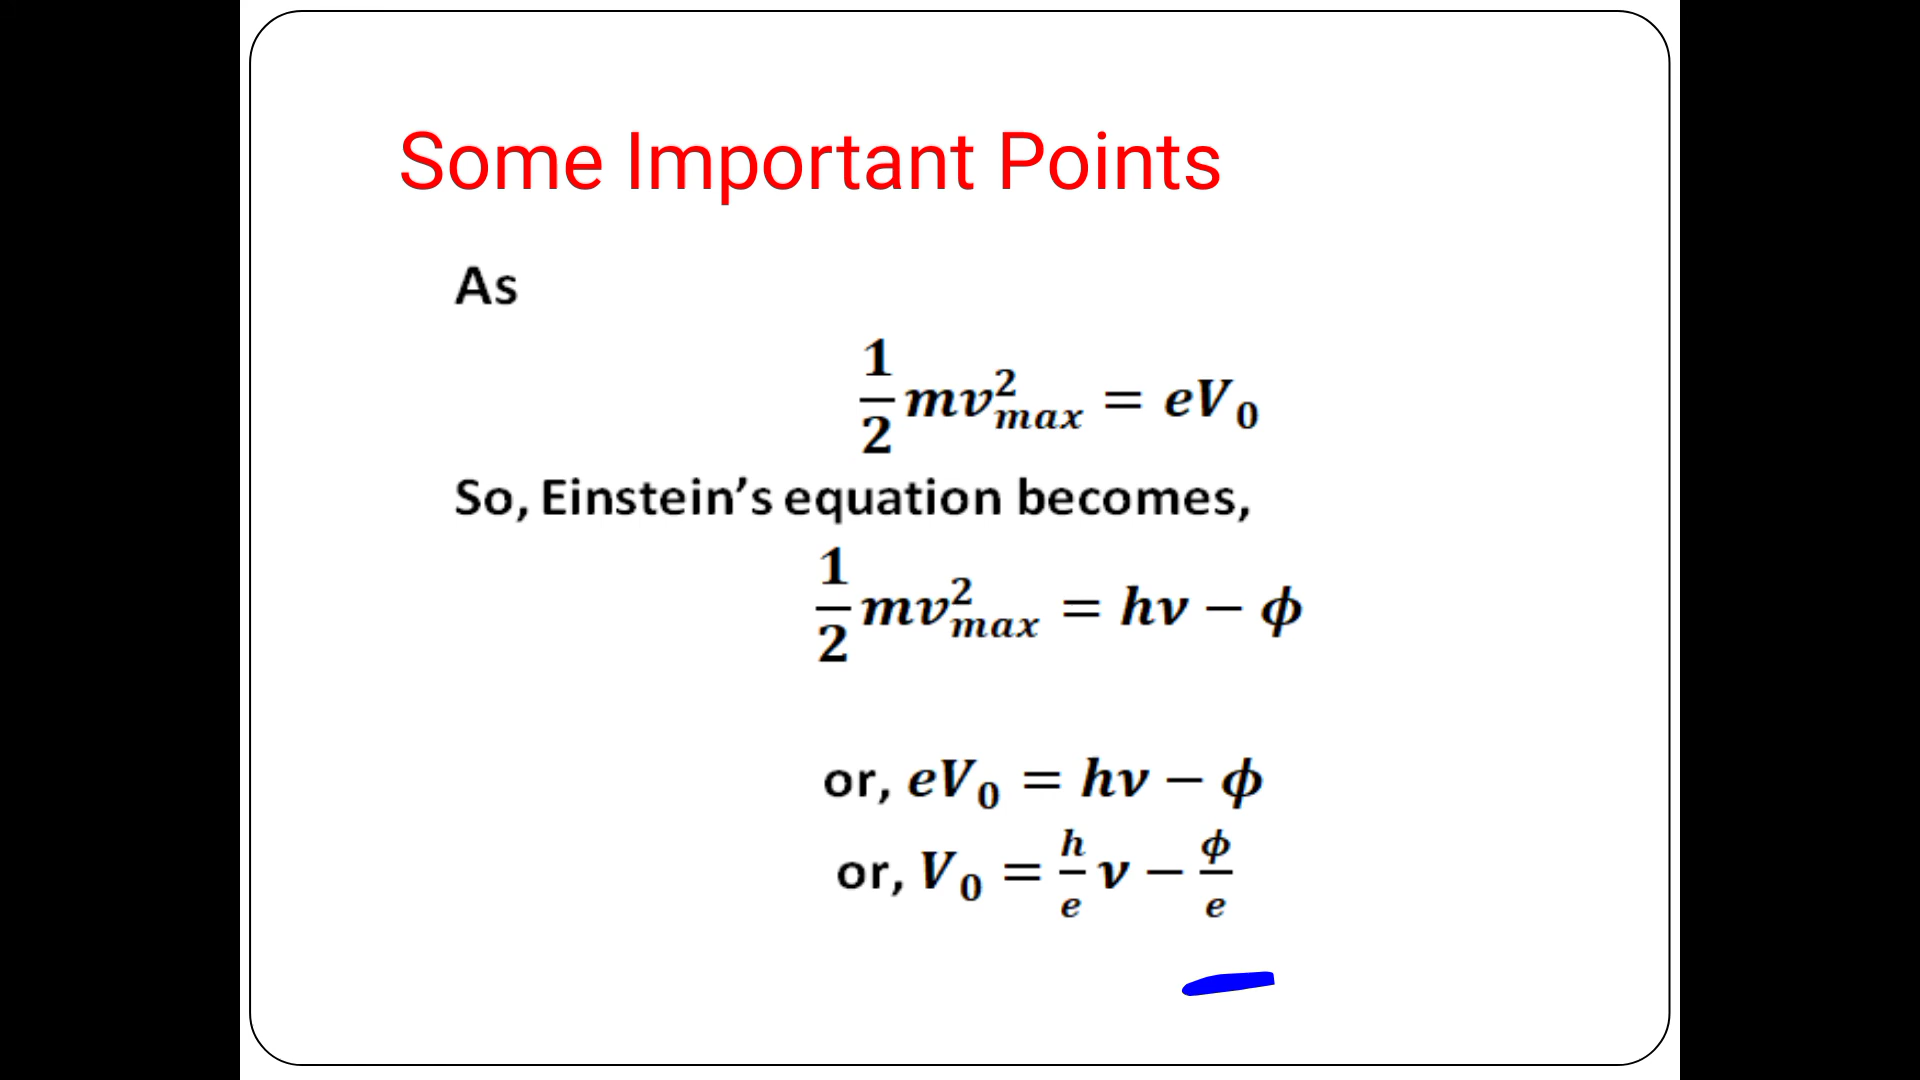 Some Important Points
As
½mv²ₘₐₓ = eV₀
So, Einstein’s equation becomes,
½mv²ₘₐₓ = hν − ϕ
or, eV₀ = hν − ϕ
or, V₀ = h/e ν − ϕ/e